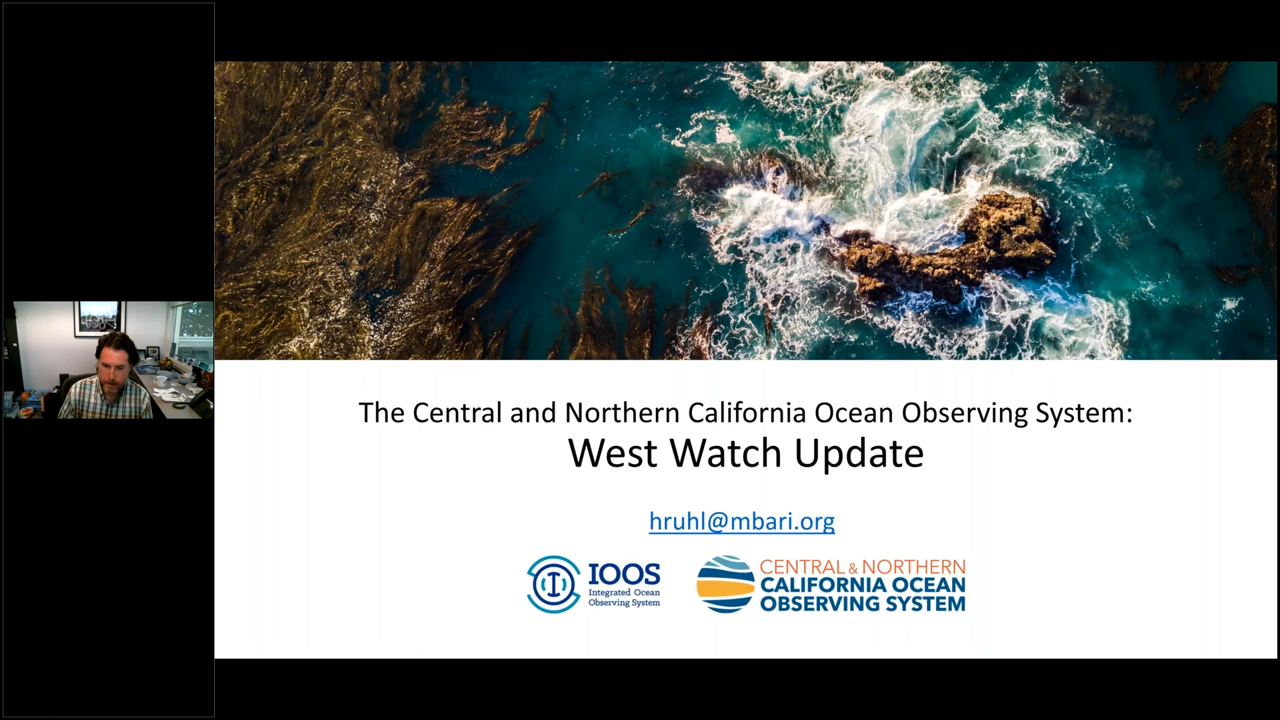 The Central and Northern California Ocean Observing System:
West Watch Update
hruhl@mbari.org
IOOS
Integrated Ocean
Observing System
CENTRAL & NORTHERN
CALIFORNIA OCEAN
OBSERVING SYSTEM